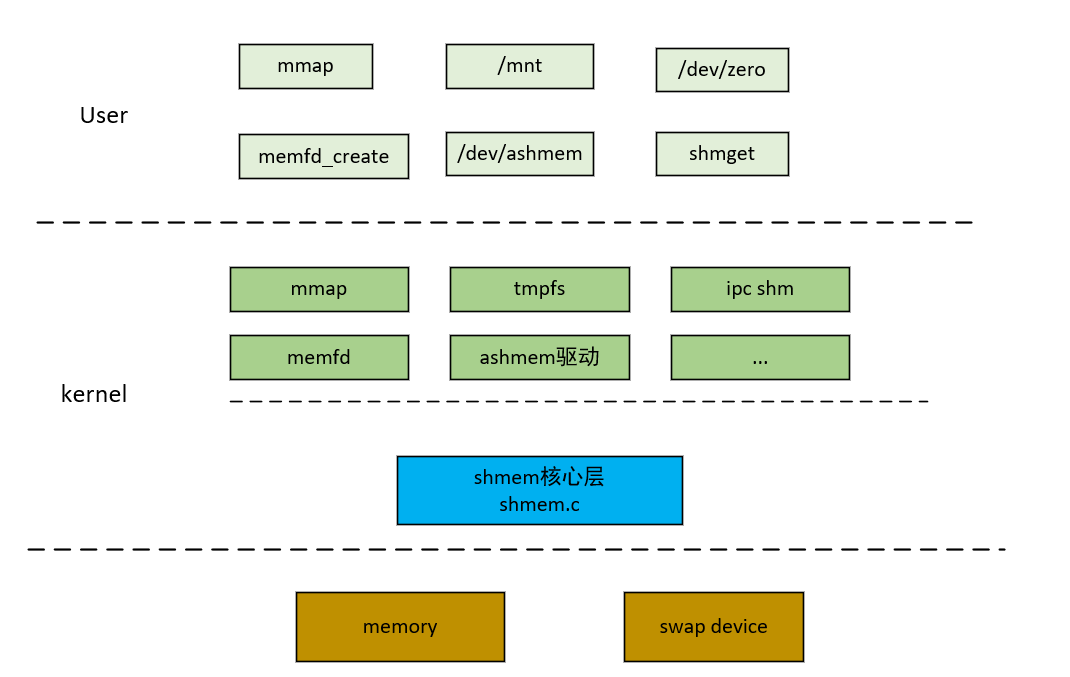 mmap
/mnt
/dev/zero
User
memfd_create
/dev/ashmem
shmget
mmap
tmpfs
ipc shm
memfd
ashmem驱动
...
kernel
shmem核心层
shmem.c
memory
swap device